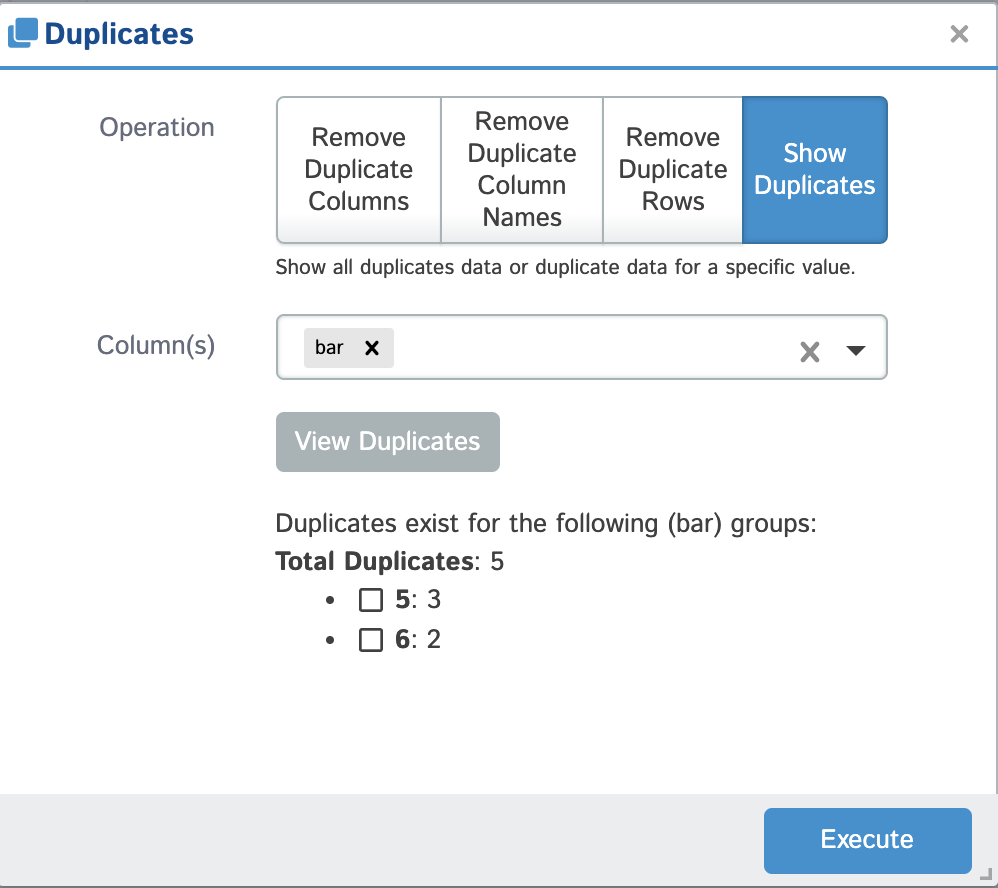 Duplicates
Operation
Remove
Duplicate
Columns
Remove
Duplicate
Column
Names
Remove
Duplicate
Rows
Show
Duplicates
Show all duplicates data or duplicate data for a specific value.
Column(s)
bar
View Duplicates
Duplicates exist for the following (bar) groups:
Total Duplicates: 5
5: 3
6: 2
Execute